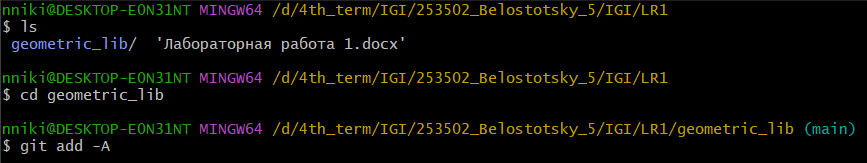 nniki@DESKTOP-EON31NT MINGW64 /d/4th_term/IGI/253502_Belostotsky_5/IGI/LR1
$ ls
geometric_lib/  'Лабораторная работа 1.docx'
nniki@DESKTOP-EON31NT MINGW64 /d/4th_term/IGI/253502_Belostotsky_5/IGI/LR1
$ cd geometric_lib
nniki@DESKTOP-EON31NT MINGW64 /d/4th_term/IGI/253502_Belostotsky_5/IGI/LR1/geometric_lib (main)
$ git add -A